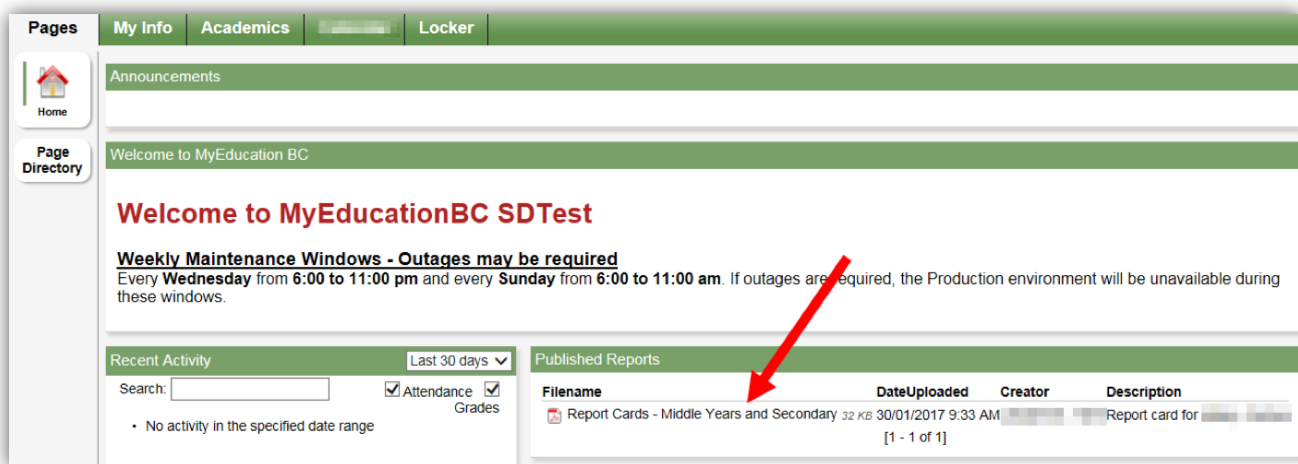 Pages My Info Academics Locker
Home
Page
Directory
Announcements
Welcome to MyEducation BC
Welcome to MyEducationBC SDTest
Weekly Maintenance Windows - Outages may be required
Every Wednesday from 6:00 to 11:00 pm and every Sunday from 6:00 to 11:00 am. If outages are required, the Production environment will be unavailable during
these windows.
Recent Activity Last 30 days
Search: Attendance
Grades
• No activity in the specified date range
Published Reports
Filename DateUploaded Creator Description
Report Cards - Middle Years and Secondary 32 KB 30/01/2017 9:33 AM Report card for
[1 - 1 of 1]